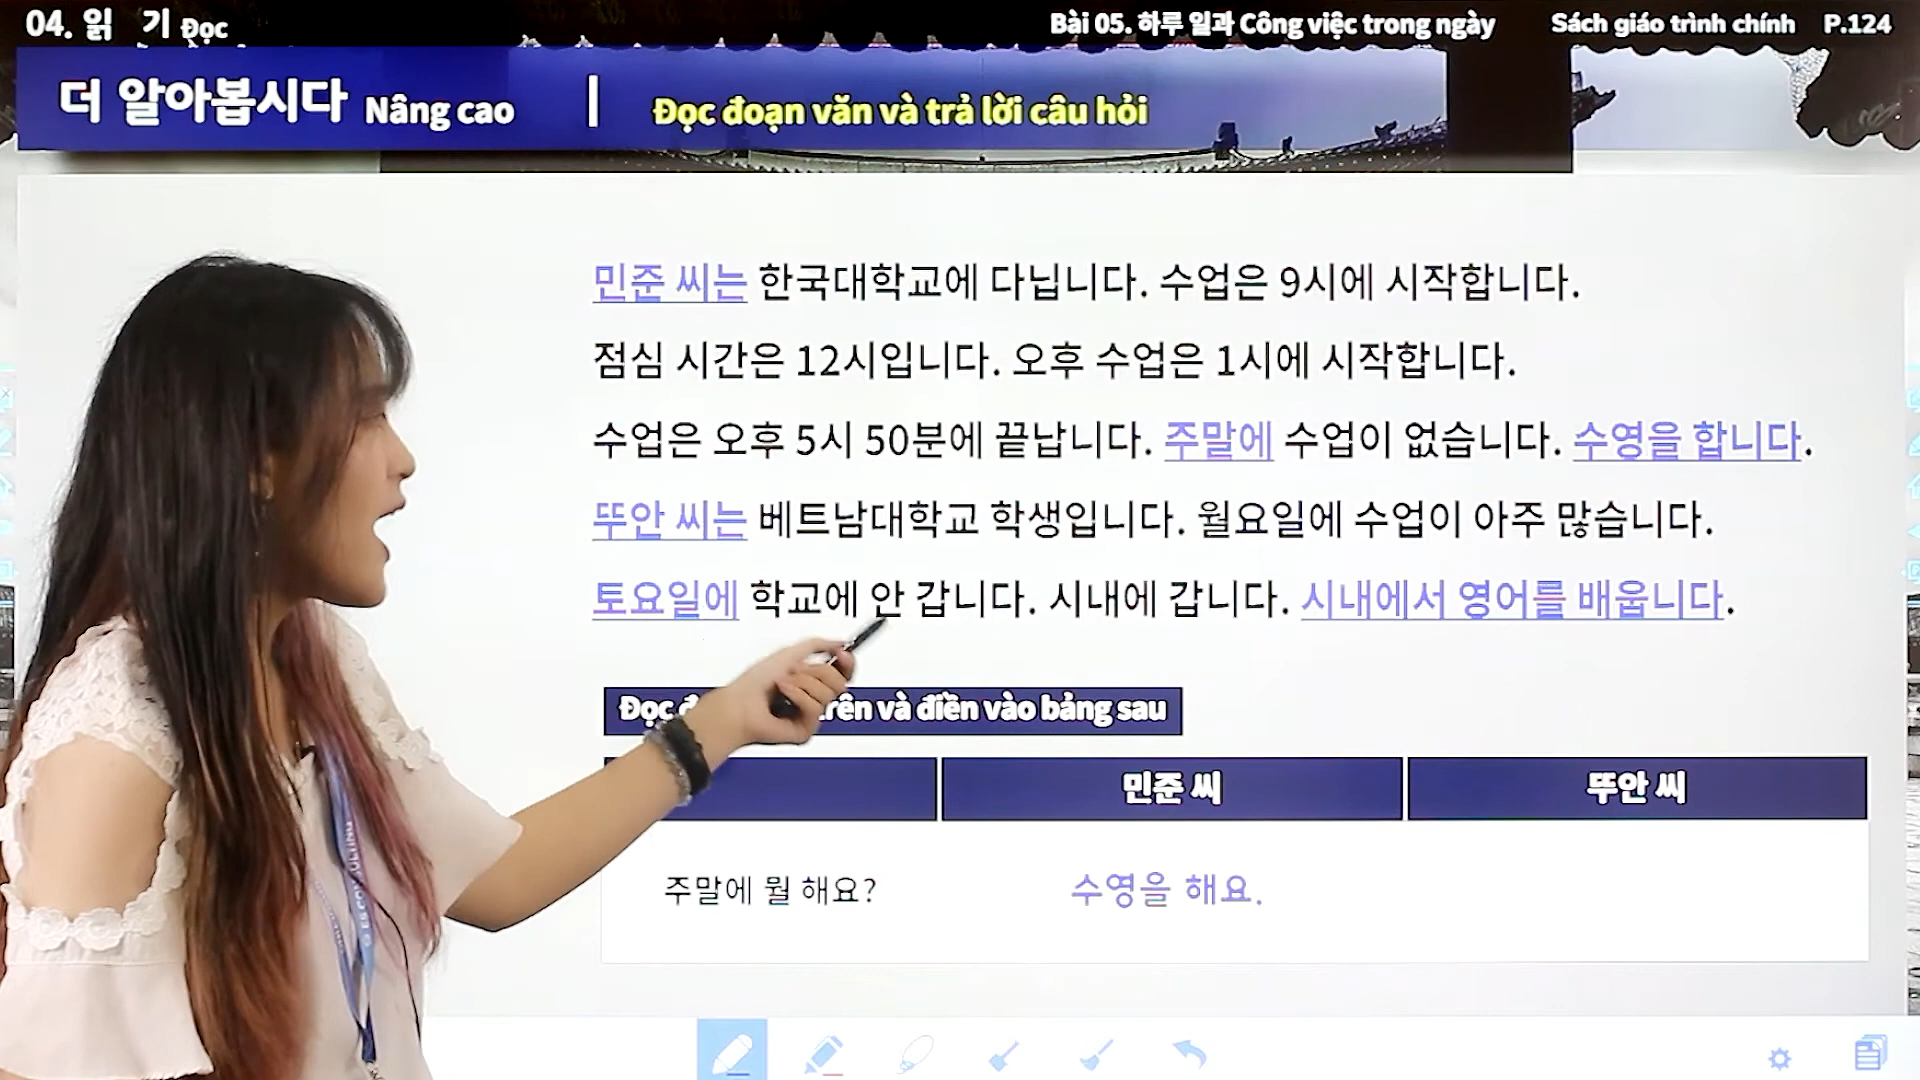 04. 읽 기 Đọc
Bài 05. 하루 일과 Công việc trong ngày Sách giáo trình chính P.124
더 알아봅시다 Nâng cao | Đọc đoạn văn và trả lời câu hỏi
민준 씨는 한국대학교에 다닙니다. 수업은 9시에 시작합니다.
점심 시간은 12시입니다. 오후 수업은 1시에 시작합니다.
수업은 오후 5시 50분에 끝납니다. 주말에 수업이 없습니다. 수영을 합니다.
뚜안 씨는 베트남대학교 학생입니다. 월요일에 수업이 아주 많습니다.
토요일에 학교에 안 갑니다. 시내에 갑니다. 시내에서 영어를 배웁니다.
Đọc và điền vào bảng sau
민준 씨 뚜안 씨
주말에 뭘 해요? 수영을 해요.